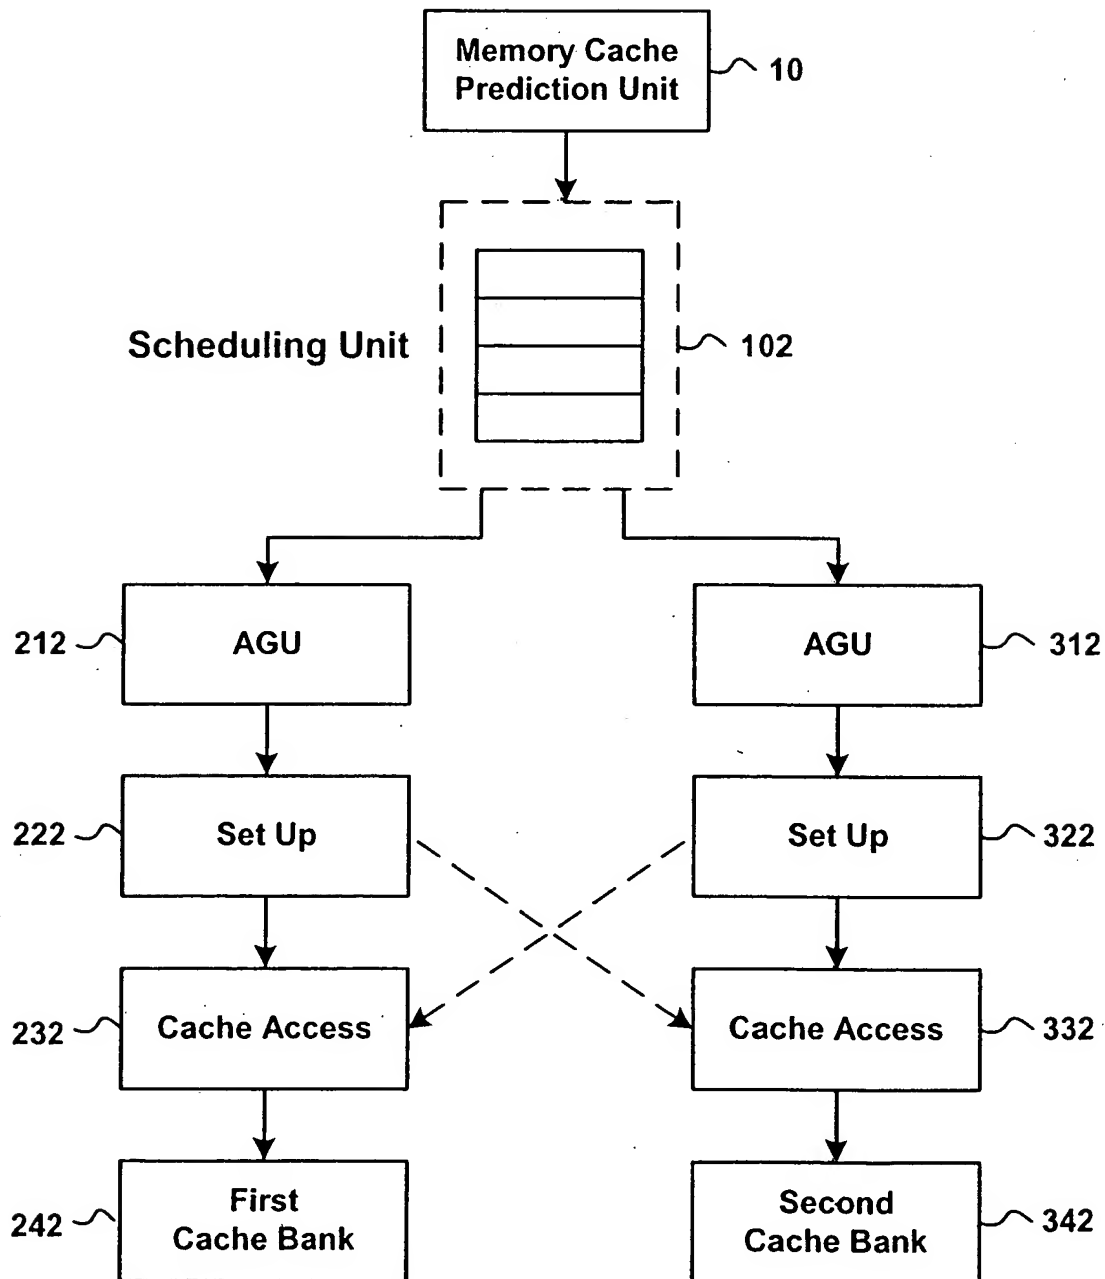 Memory Cache
Prediction Unit
10
Scheduling Unit
102
212
AGU
AGU
312
222
Set Up
Set Up
322
232
Cache Access
Cache Access
332
242
First
Cache Bank
Second
Cache Bank
342